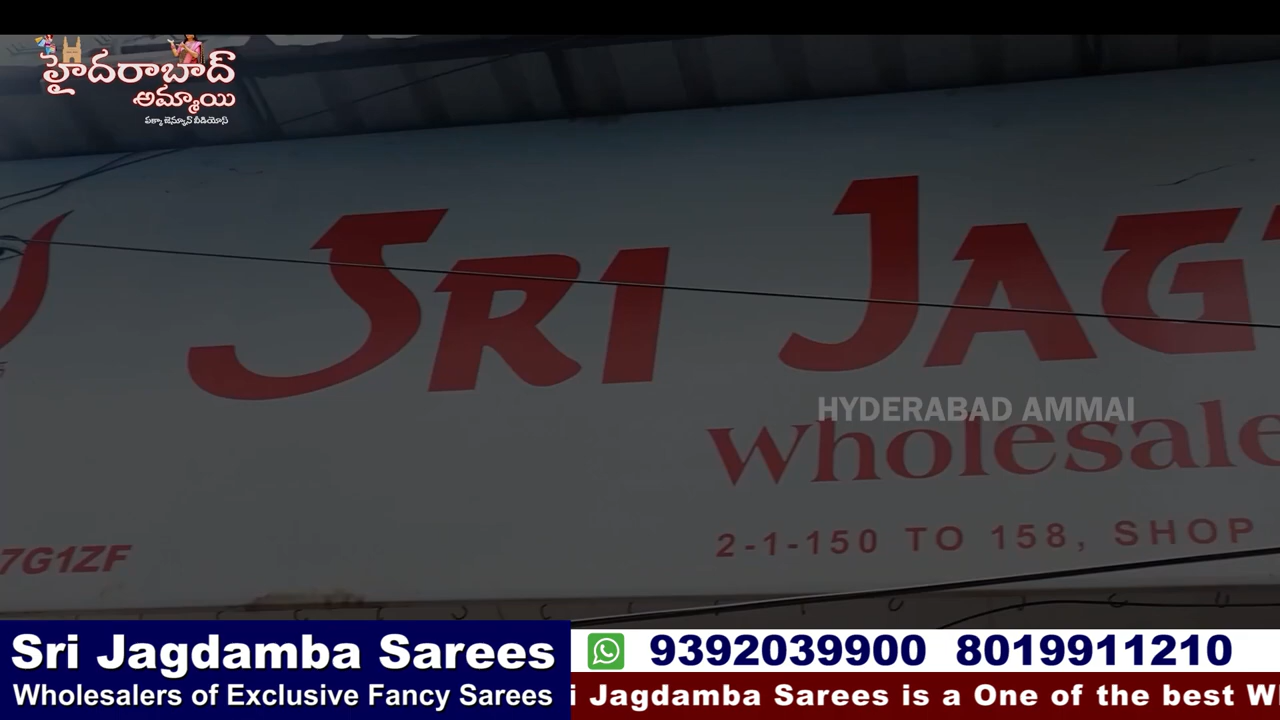 హైదరాబాద్
అమ్మాయి
పక్కా జెన్యూన్ వీడియోస్
SRI JAG
HYDERABAD AMMAI
wholesale
2-1-150 TO 158, SHOP
7G1ZF
Sri Jagdamba Sarees
9392039900 8019911210
Wholesalers of Exclusive Fancy Sarees
i Jagdamba Sarees is a One of the best W